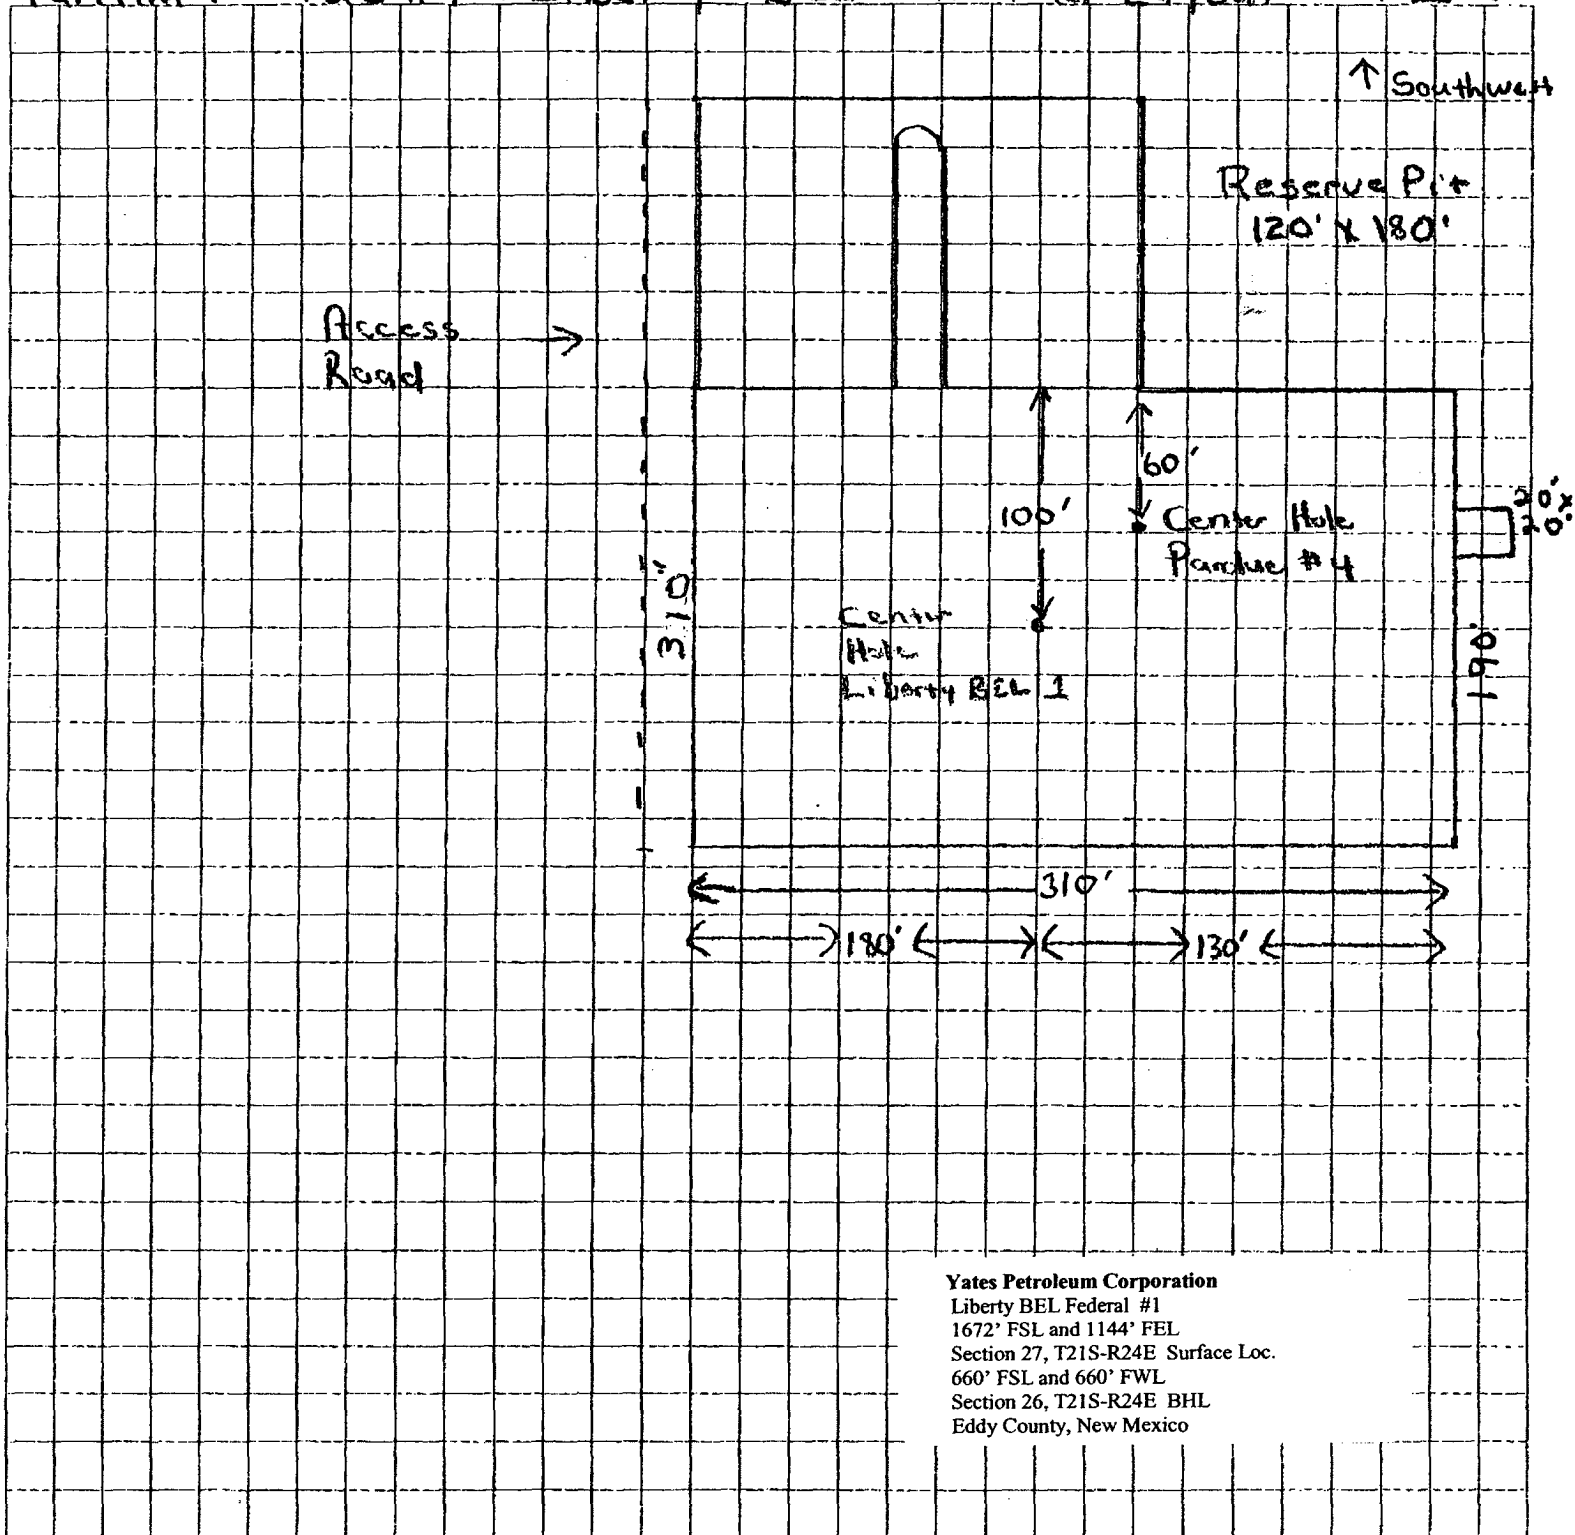 ↑ Southwest
Reserve Pit
120' x 180'
Access
Road
60'
100'
Center Hole
Pardue #4
20'x
20'
310'
Center
Hole
Liberty BEL 1
190'
310'
180'
130'
Yates Petroleum Corporation
Liberty BEL Federal #1
1672' FSL and 1144' FEL
Section 27, T21S-R24E Surface Loc.
660' FSL and 660' FWL
Section 26, T21S-R24E BHL
Eddy County, New Mexico